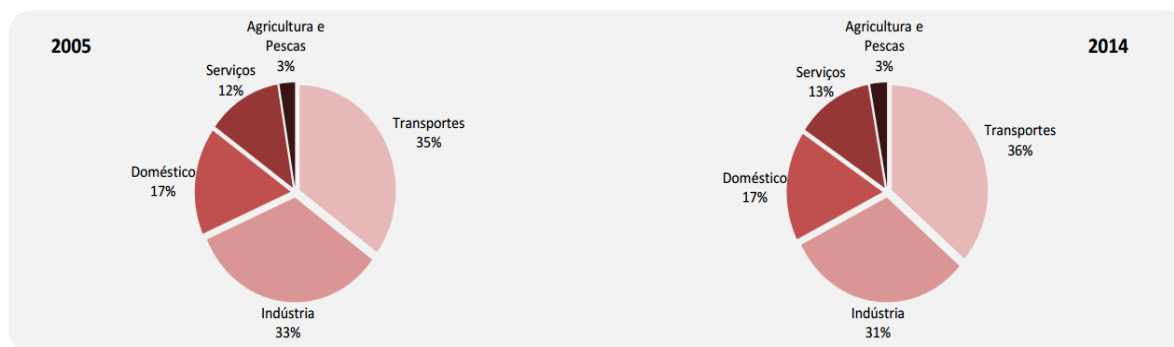 2005
Agricultura e
Pescas
3%
Serviços
12%
Transportes
35%
Doméstico
17%
Indústria
33%
2014
Agricultura e
Pescas
3%
Serviços
13%
Transportes
36%
Doméstico
17%
Indústria
31%